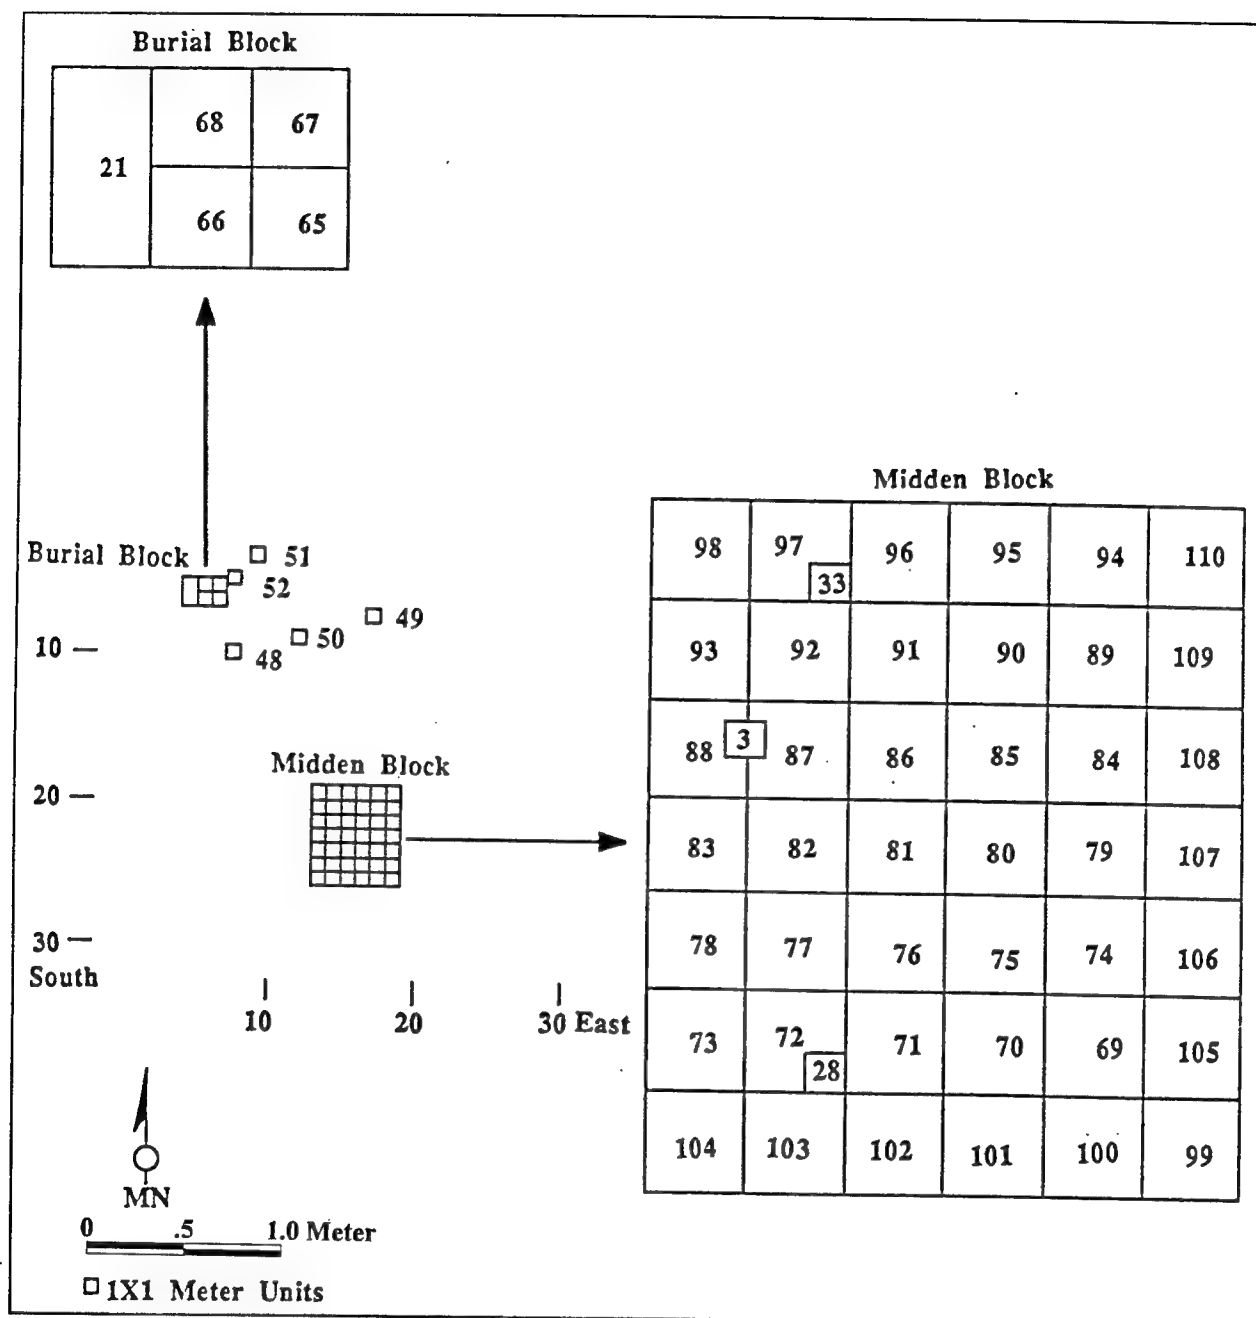 Burial Block
68 67
21
66 65
Midden Block
98 97 96 95 94 110
33
Burial Block 51
52
49
50
10 — 48
93 92 91 90 89 109
3
88 87 86 85 84 108
Midden Block
20 —
83 82 81 80 79 107
30 —
South
78 77 76 75 74 106
10 20 30 East
73 72 71 70 69 105
28
104 103 102 101 100 99
MN
0 .5 1.0 Meter
1X1 Meter Units